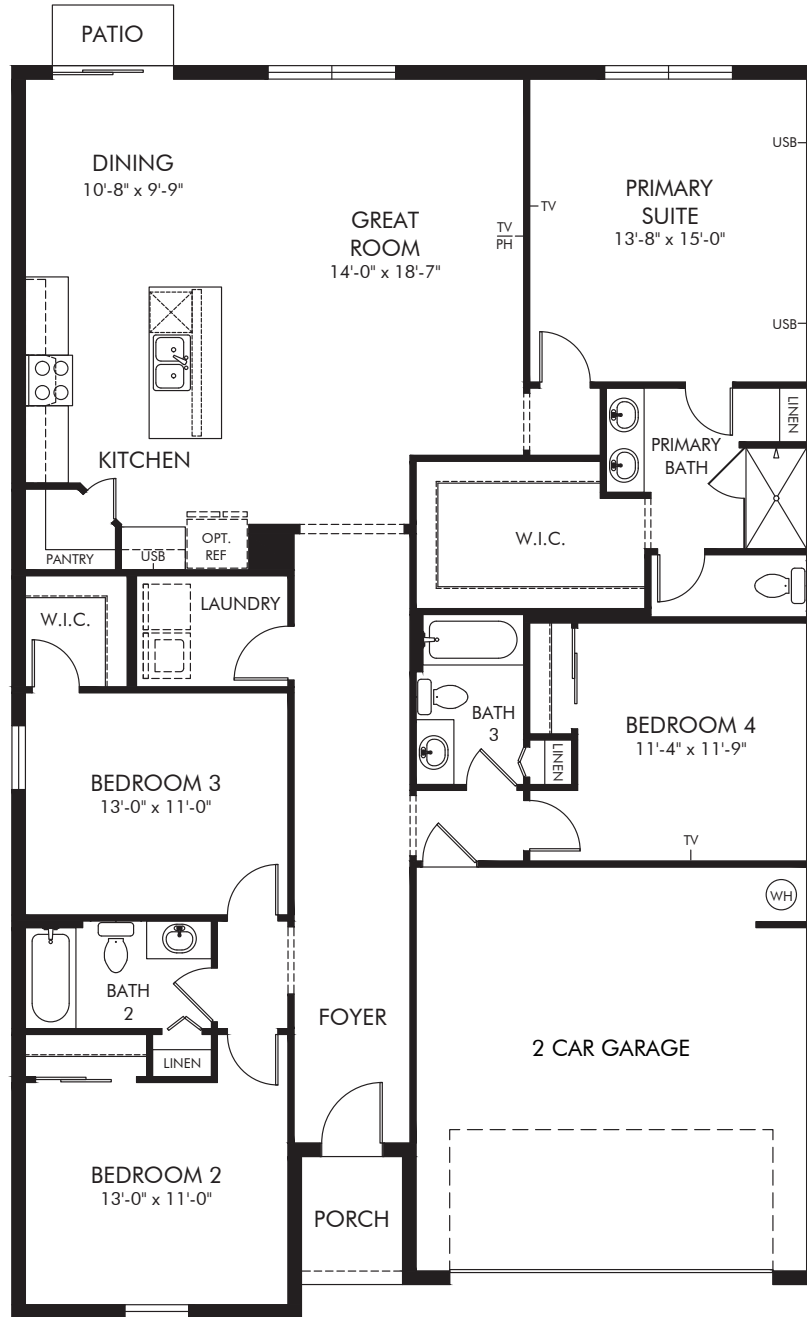 PATIO
DINING
10'-8" x 9'-9"
GREAT
ROOM
14'-0" x 18'-7"
TV
PH
TV
PRIMARY
SUITE
13'-8" x 15'-0"
USB
USB
KITCHEN
PANTRY
USB
OPT.
REF
LINEN
PRIMARY
BATH
W.I.C.
W.I.C.
LAUNDRY
BATH
3
LINEN
BEDROOM 4
11'-4" x 11'-9"
TV
BEDROOM 3
13'-0" x 11'-0"
WH
BATH
2
LINEN
FOYER
2 CAR GARAGE
BEDROOM 2
13'-0" x 11'-0"
PORCH